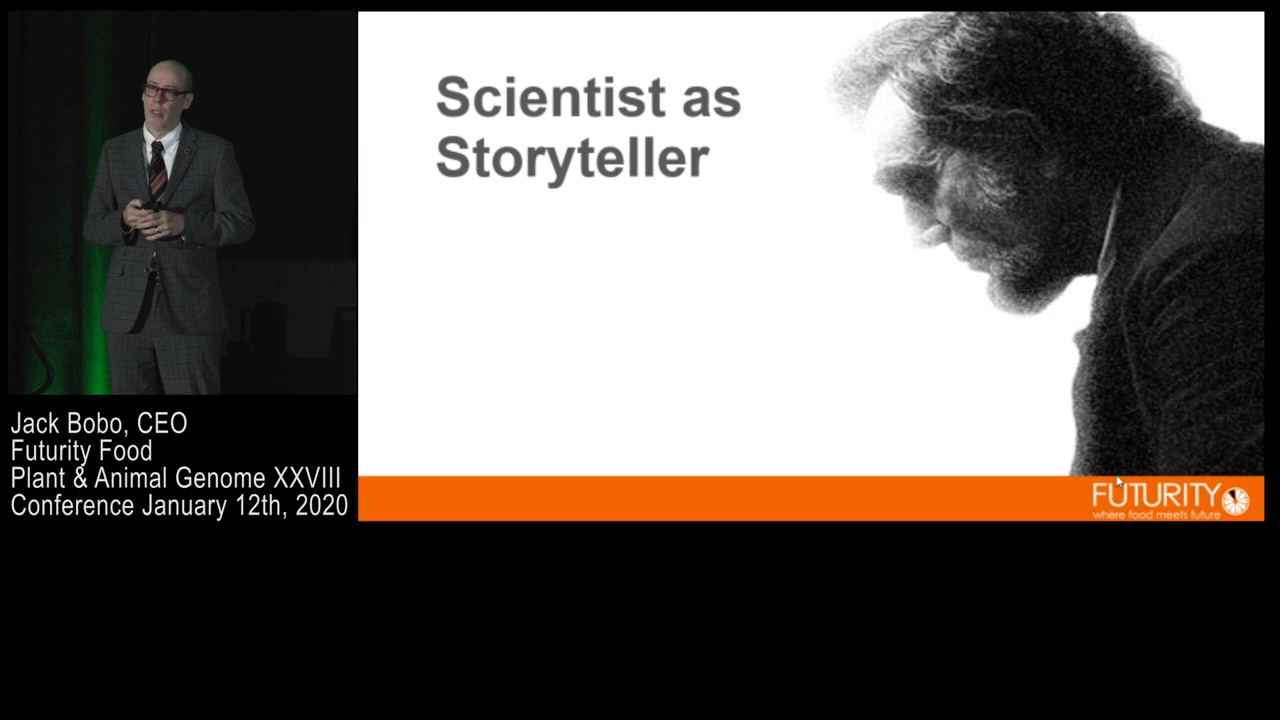 Scientist as
Storyteller
Jack Bobo, CEO
Futurity Food
Plant & Animal Genome XXVIII
Conference January 12th, 2020
FUTURITY
where food meets future